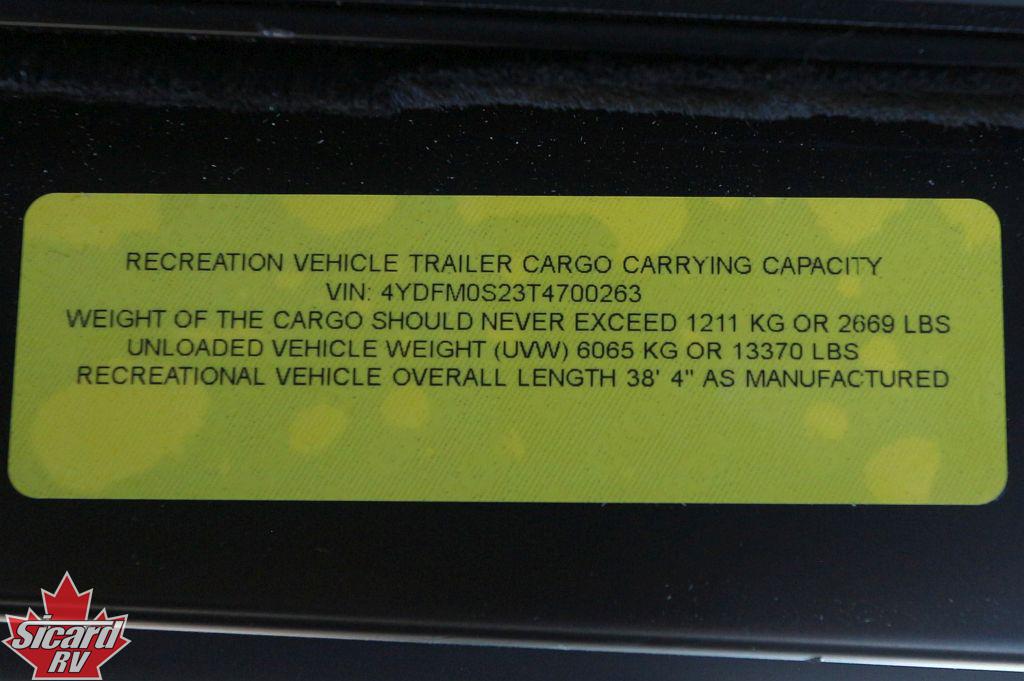 RECREATION VEHICLE TRAILER CARGO CARRYING CAPACITY
VIN: 4YDFM0S23T4700263
WEIGHT OF THE CARGO SHOULD NEVER EXCEED 1211 KG OR 2669 LBS
UNLOADED VEHICLE WEIGHT (UVW) 6065 KG OR 13370 LBS
RECREATIONAL VEHICLE OVERALL LENGTH 38' 4" AS MANUFACTURED
Sicard
RV